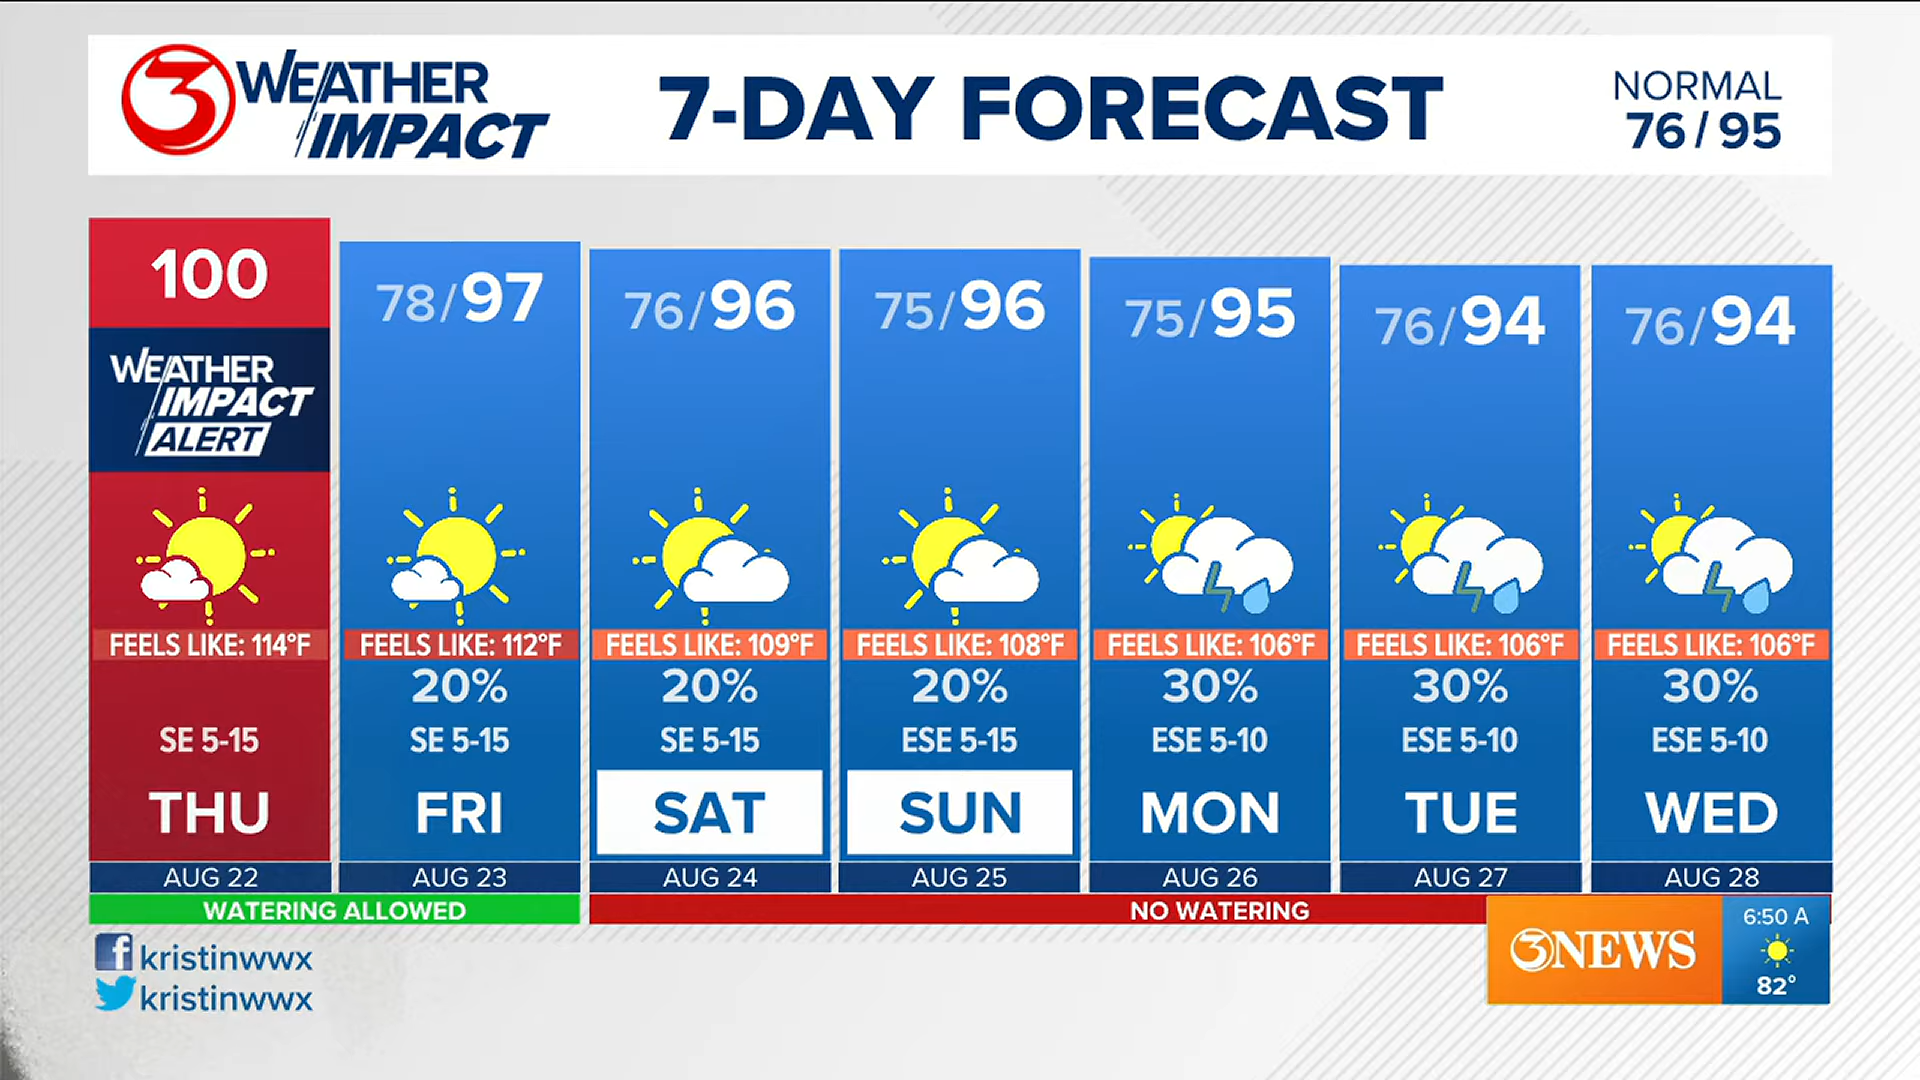 3 WEATHER IMPACT
7-DAY FORECAST
NORMAL
76/95
100
WEATHER
IMPACT
ALERT
FEELS LIKE: 114°F
SE 5-15
THU
AUG 22
78/97
FEELS LIKE: 112°F
20%
SE 5-15
FRI
AUG 23
76/96
FEELS LIKE: 109°F
20%
SE 5-15
SAT
AUG 24
75/96
FEELS LIKE: 108°F
20%
ESE 5-15
SUN
AUG 25
75/95
FEELS LIKE: 106°F
30%
ESE 5-10
MON
AUG 26
76/94
FEELS LIKE: 106°F
30%
ESE 5-10
TUE
AUG 27
76/94
FEELS LIKE: 106°F
30%
ESE 5-10
WED
AUG 28
WATERING ALLOWED
NO WATERING
f kristinwwx
kristinwwx
3NEWS
6:50 A
82°